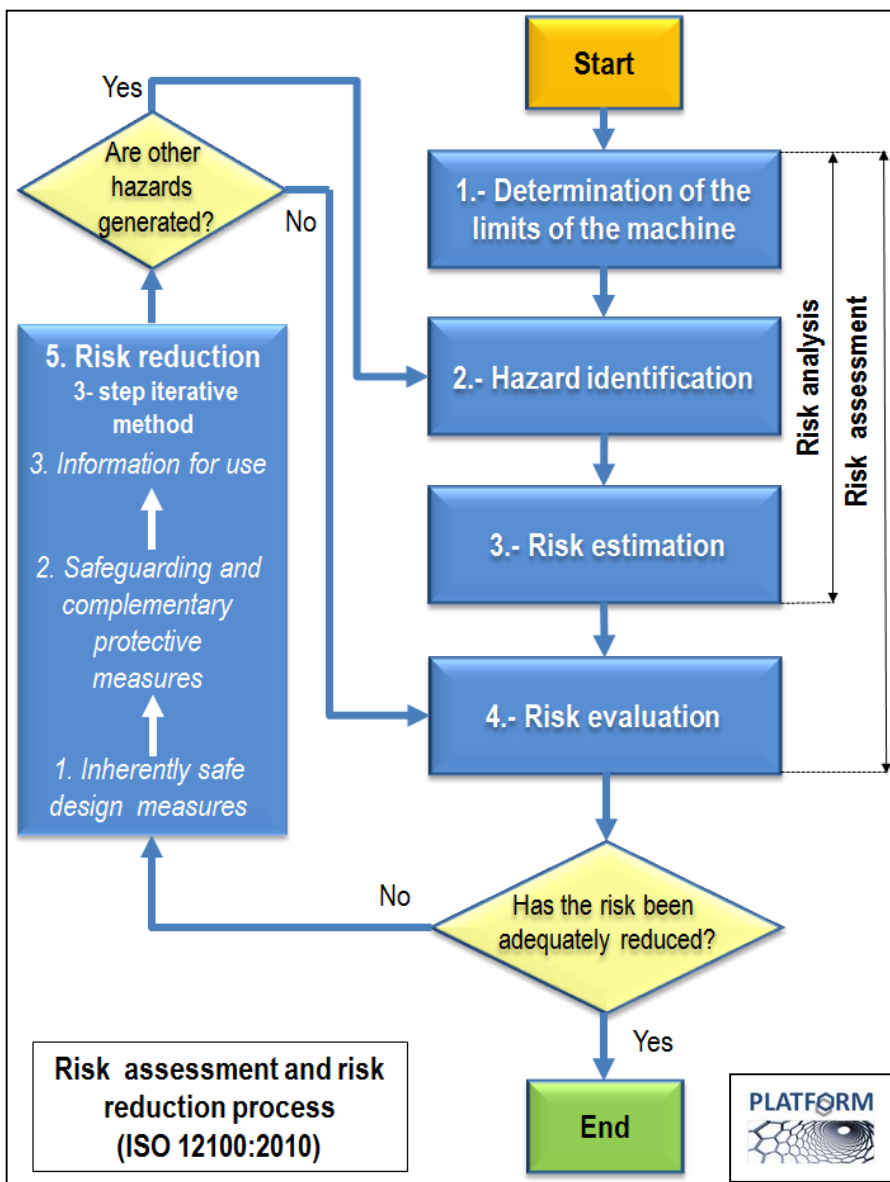 Start
Yes
Are other
hazards
generated?
No
1.- Determination of the
limits of the machine
2.- Hazard identification
3.- Risk estimation
4.- Risk evaluation
Risk analysis
Risk assessment
5. Risk reduction
3- step iterative
method
3. Information for use
2. Safeguarding and
complementary
protective
measures
1. Inherently safe
design measures
No
Has the risk been
adequately reduced?
Yes
End
Risk assessment and risk
reduction process
(ISO 12100:2010)
PLATFORM